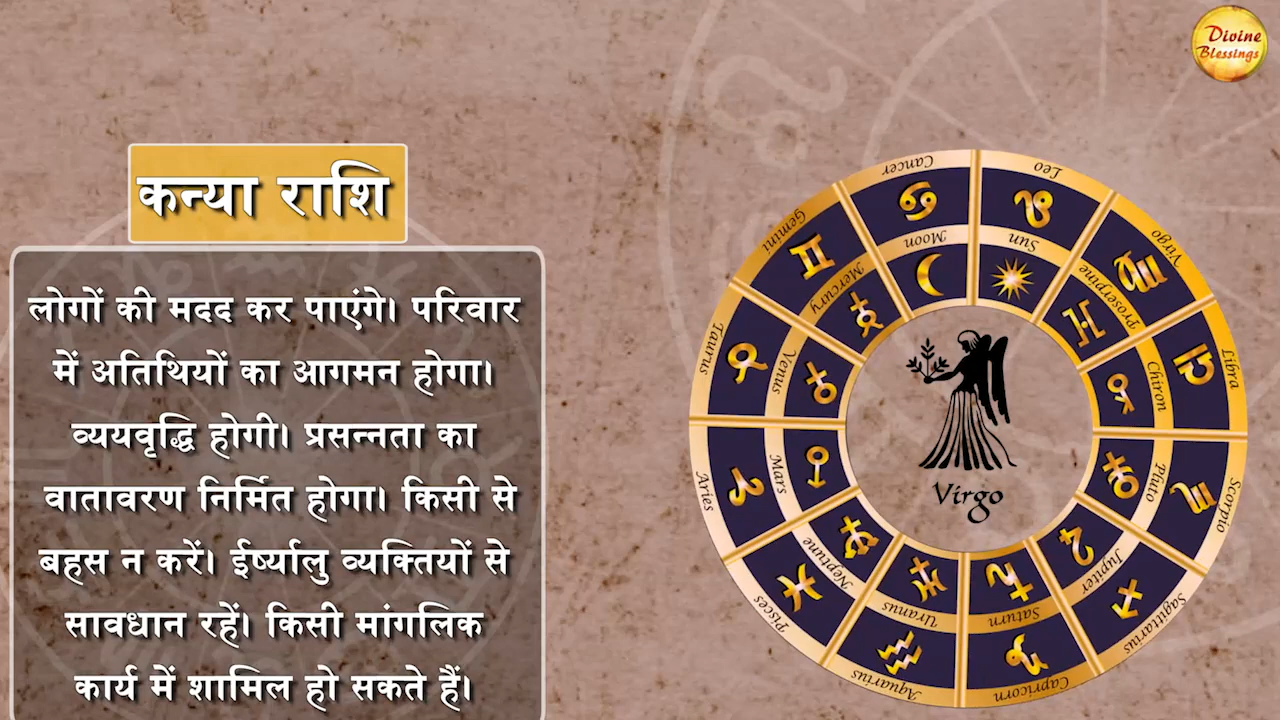 Divine
Blessings
कन्या राशि
लोगों की मदद कर पाएंगे। परिवार
में अतिथियों का आगमन होगा।
व्ययवृद्धि होगी। प्रसन्नता का
वातावरण निर्मित होगा। किसी से
बहस न करें। ईर्ष्यालु व्यक्तियों से
सावधान रहें। किसी मांगलिक
कार्य में शामिल हो सकते हैं।
Cancer
Leo
Virgo
Libra
Scorpio
Sagittarius
Capricorn
Aquarius
Pisces
Aries
Taurus
Gemini
Moon
Sun
Proserpine
Chiron
Pluto
Jupiter
Saturn
Uranus
Neptune
Mars
Venus
Mercury
Virgo